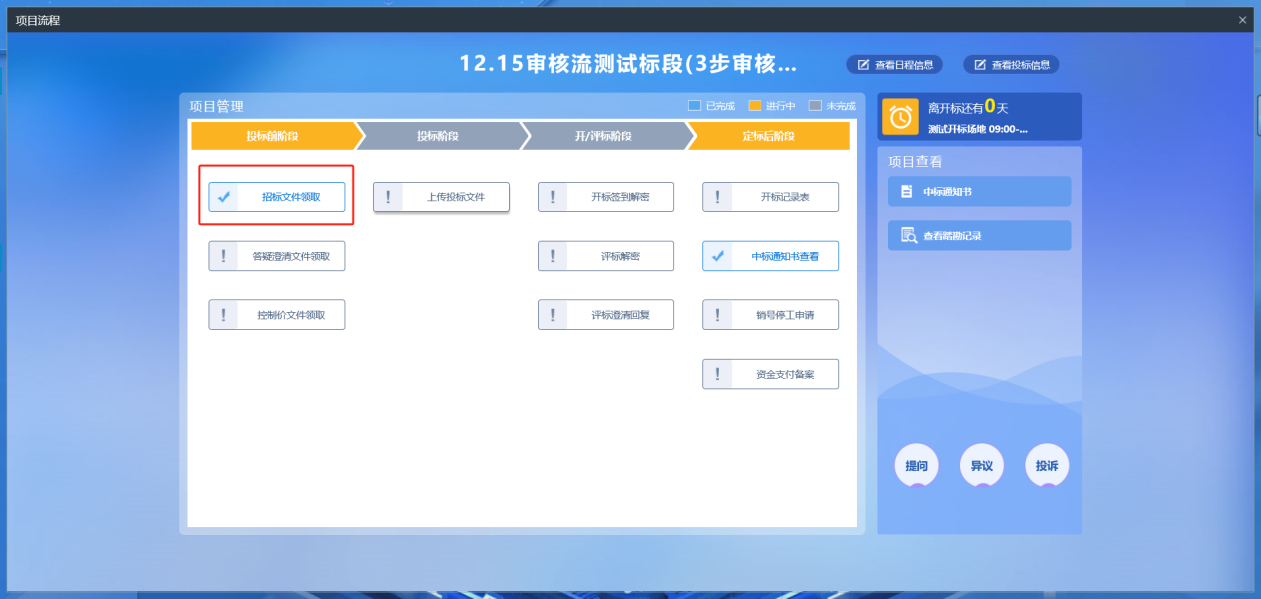 项目流程
12.15审核流测试标段(3步审核...
查看日程信息
查看投标信息
项目管理
已完成
进行中
未完成
投标前阶段
投标阶段
开/评标阶段
定标后阶段
招标文件领取
上传投标文件
开标签到解密
开标记录表
答疑澄清文件领取
评标解密
中标通知书查看
控制价文件领取
评标澄清回复
销号停工申请
资金支付备案
离开标还有0天
测试开标场地 09:00-...
项目查看
中标通知书
查看踏勘记录
提问
异议
投诉